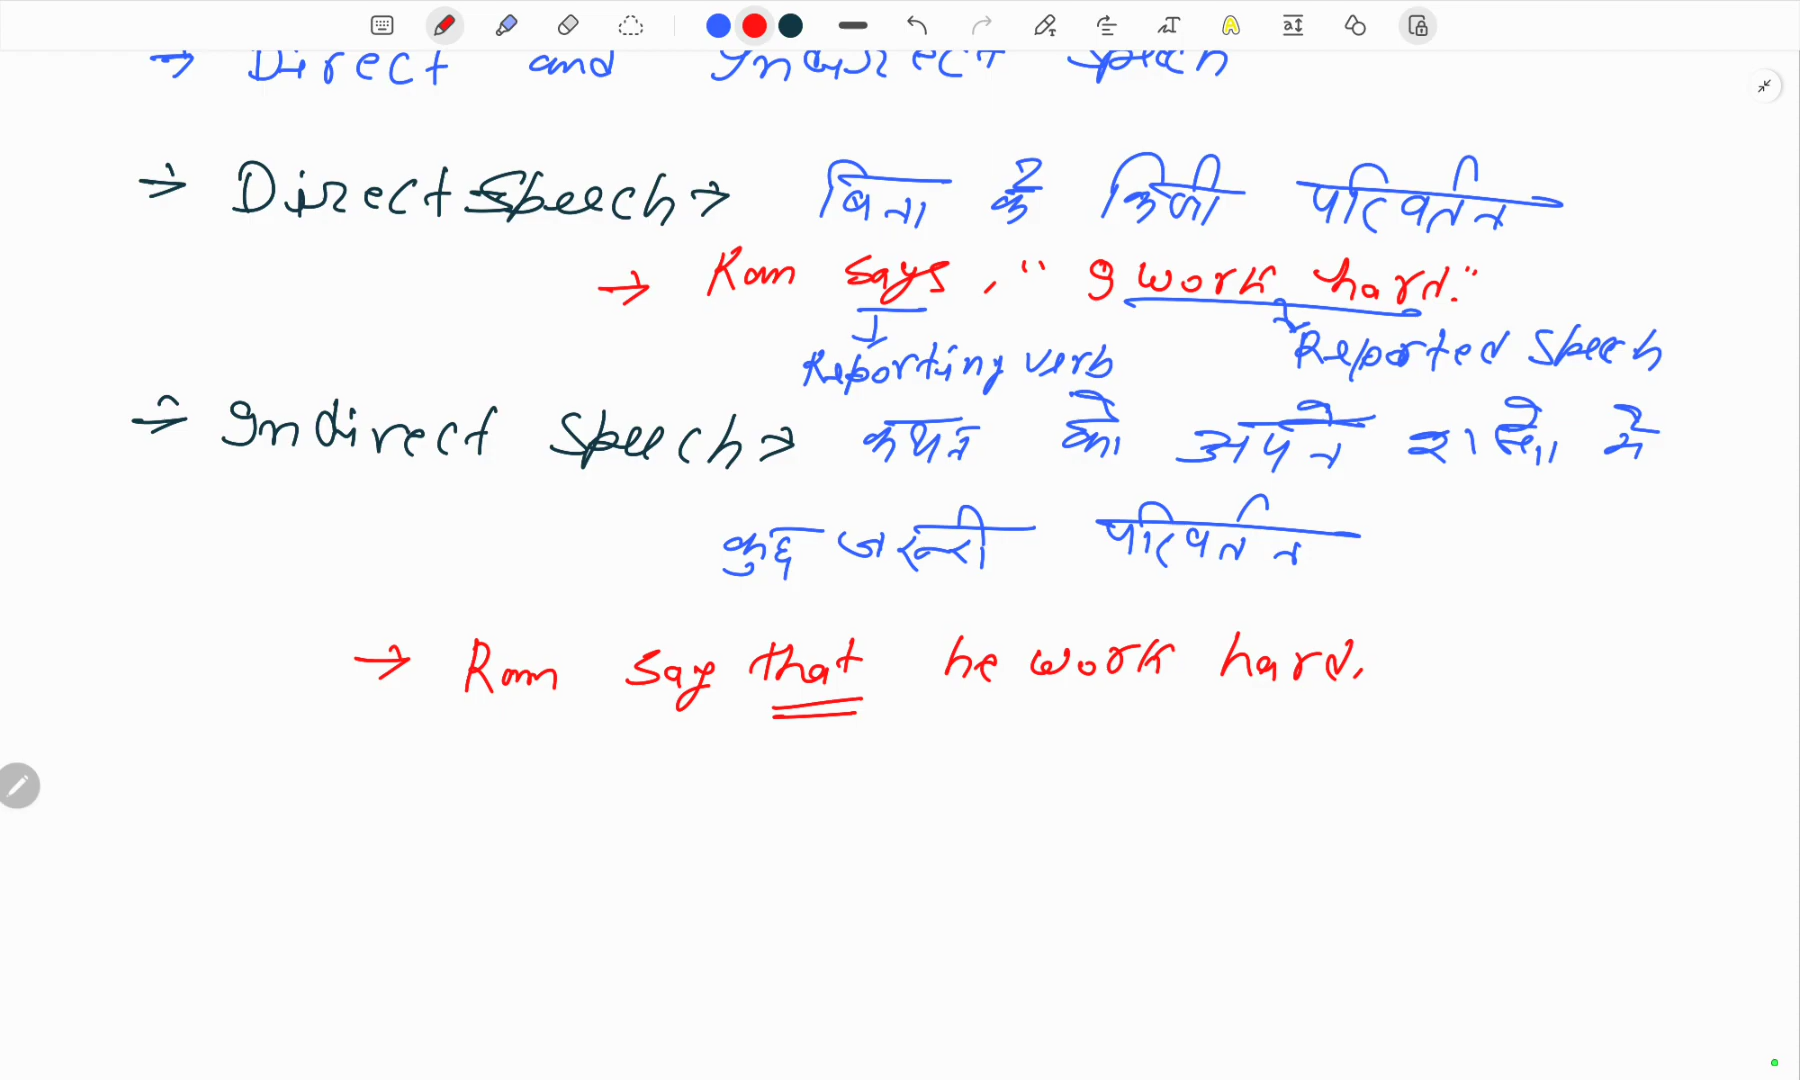 → Direct and Indirect Speech
→ Direct Speech → बिना के किसी परिवर्तन
→ Ram says, "I work hard."
Reporting verb Reported Speech
→ Indirect Speech → कथन को अपने शब्दों में
कुछ जरूरी परिवर्तन
→ Ram say that he work hard.